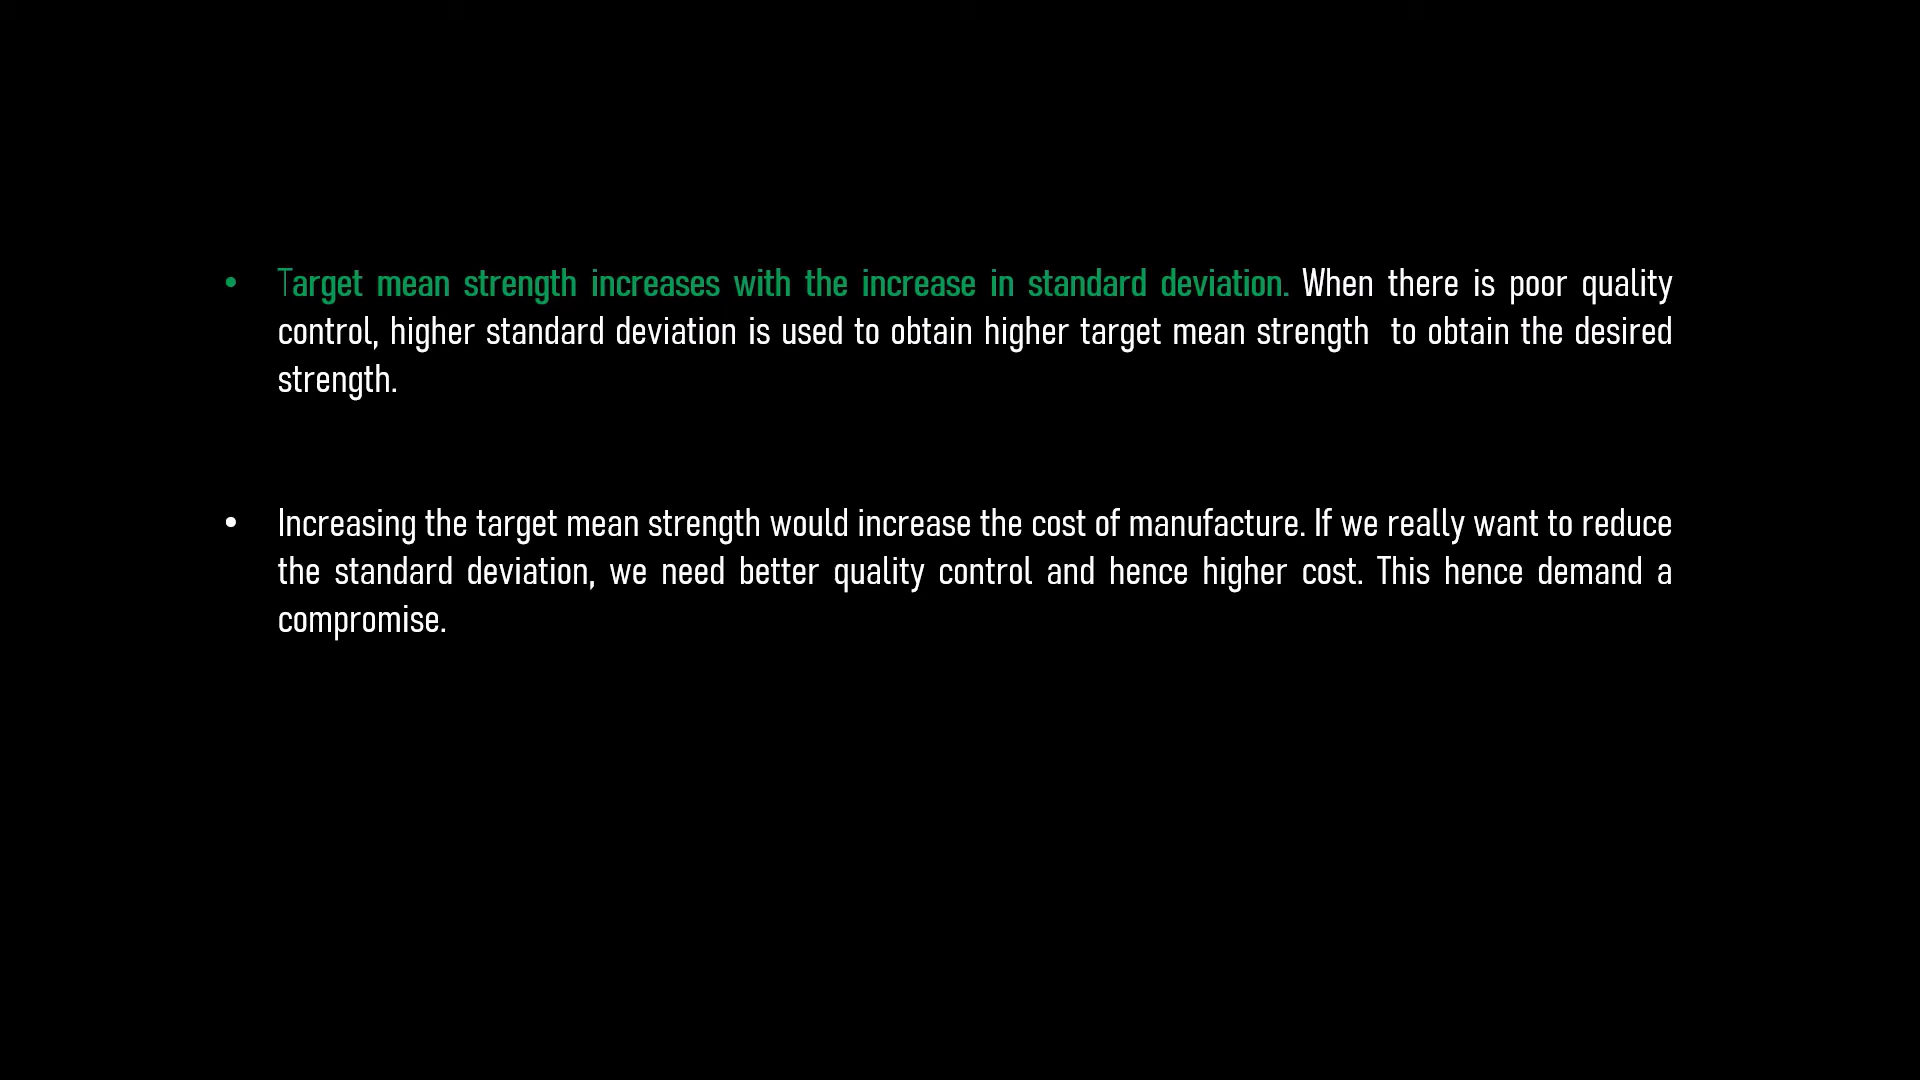 • Target mean strength increases with the increase in standard deviation. When there is poor quality
control, higher standard deviation is used to obtain higher target mean strength  to obtain the desired
strength.
• Increasing the target mean strength would increase the cost of manufacture. If we really want to reduce
the standard deviation, we need better quality control and hence higher cost. This hence demand a
compromise.